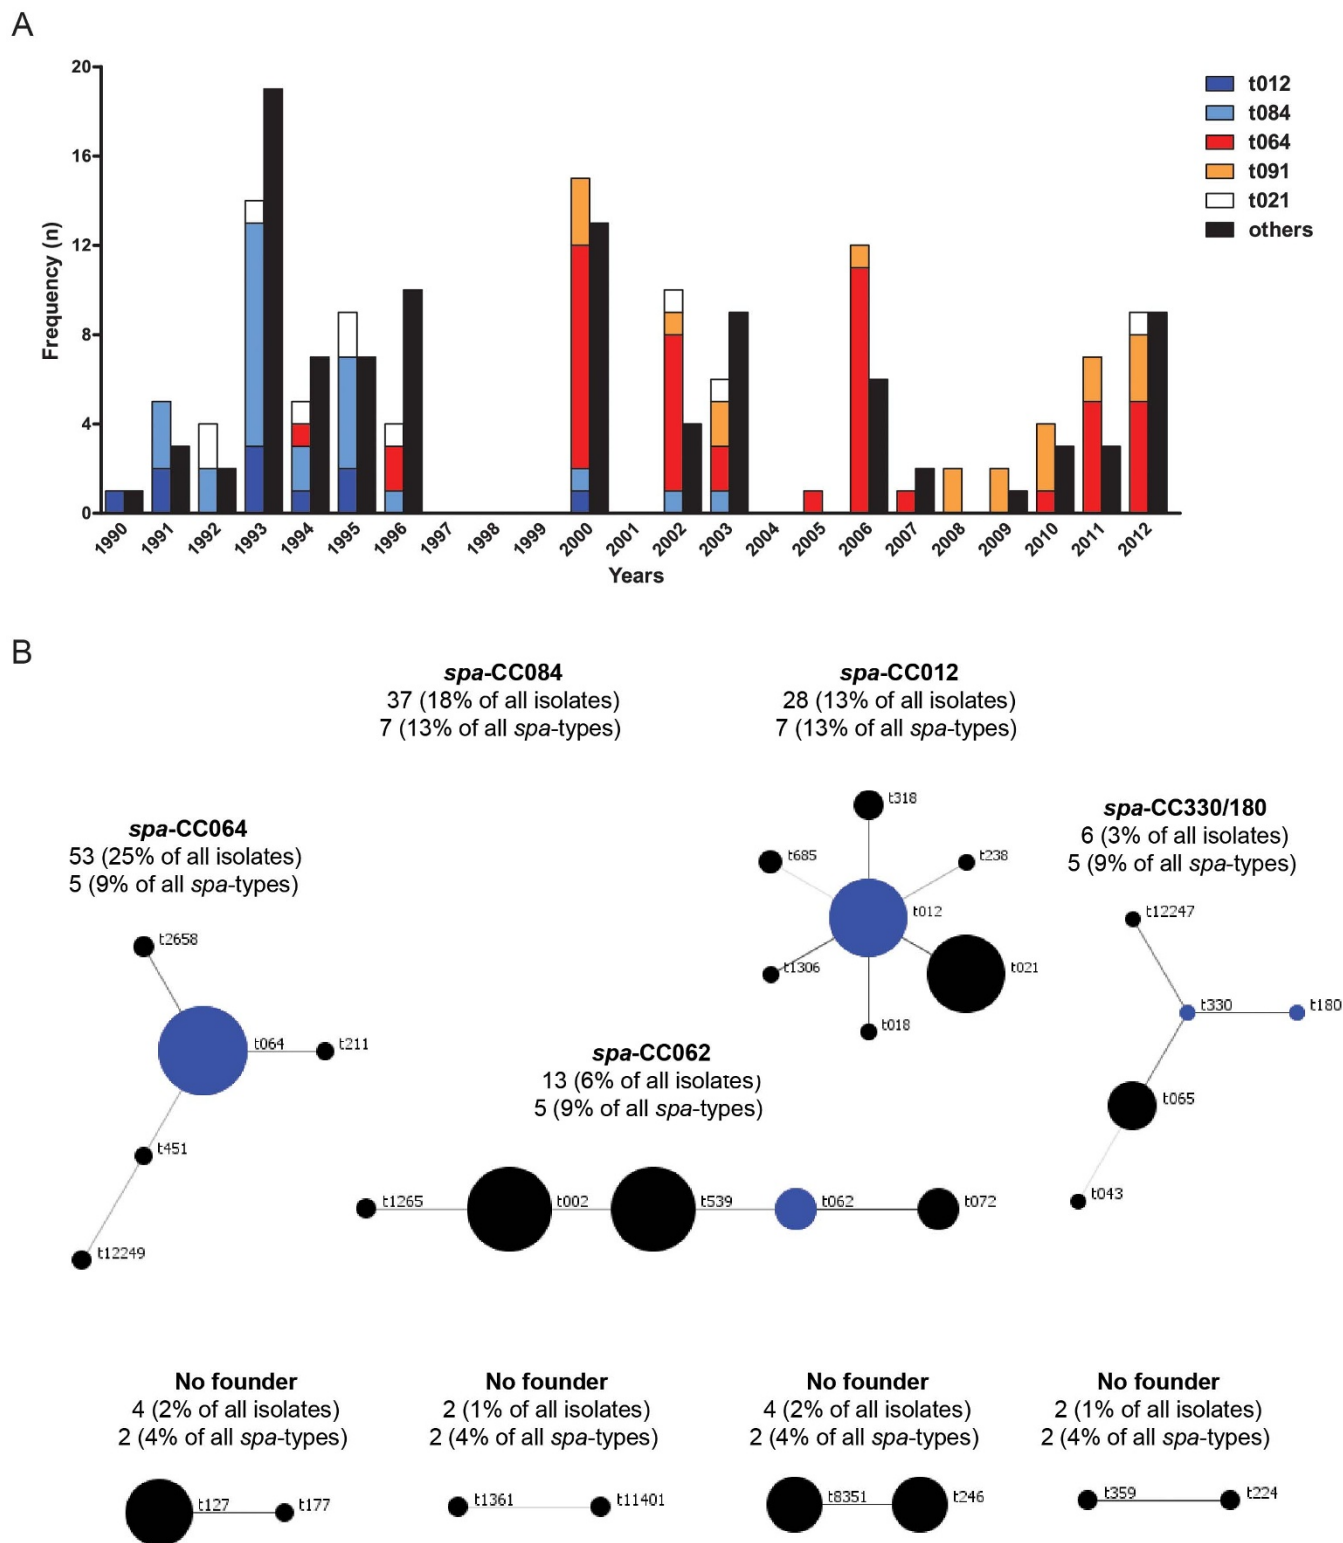 A
20
16
12
8
4
0
Frequency (n)
1990 1991 1992 1993 1994 1995 1996 1997 1998 1999 2000 2001 2002 2003 2004 2005 2006 2007 2008 2009 2010 2011 2012
Years
t012
t084
t064
t091
t021
others
B
spa-CC084
37 (18% of all isolates)
7 (13% of all spa-types)
spa-CC012
28 (13% of all isolates)
7 (13% of all spa-types)
t318
t685
t238
t012
t1306
t021
t018
spa-CC330/180
6 (3% of all isolates)
5 (9% of all spa-types)
t12247
t330
t180
t065
t043
spa-CC064
53 (25% of all isolates)
5 (9% of all spa-types)
t2658
t064
t211
t451
t12249
spa-CC062
13 (6% of all isolates)
5 (9% of all spa-types)
t1265
t002
t539
t062
t072
No founder
4 (2% of all isolates)
2 (4% of all spa-types)
t127
t177
No founder
2 (1% of all isolates)
2 (4% of all spa-types)
t1361
t11401
No founder
4 (2% of all isolates)
2 (4% of all spa-types)
t8351
t246
No founder
2 (1% of all isolates)
2 (4% of all spa-types)
t359
t224